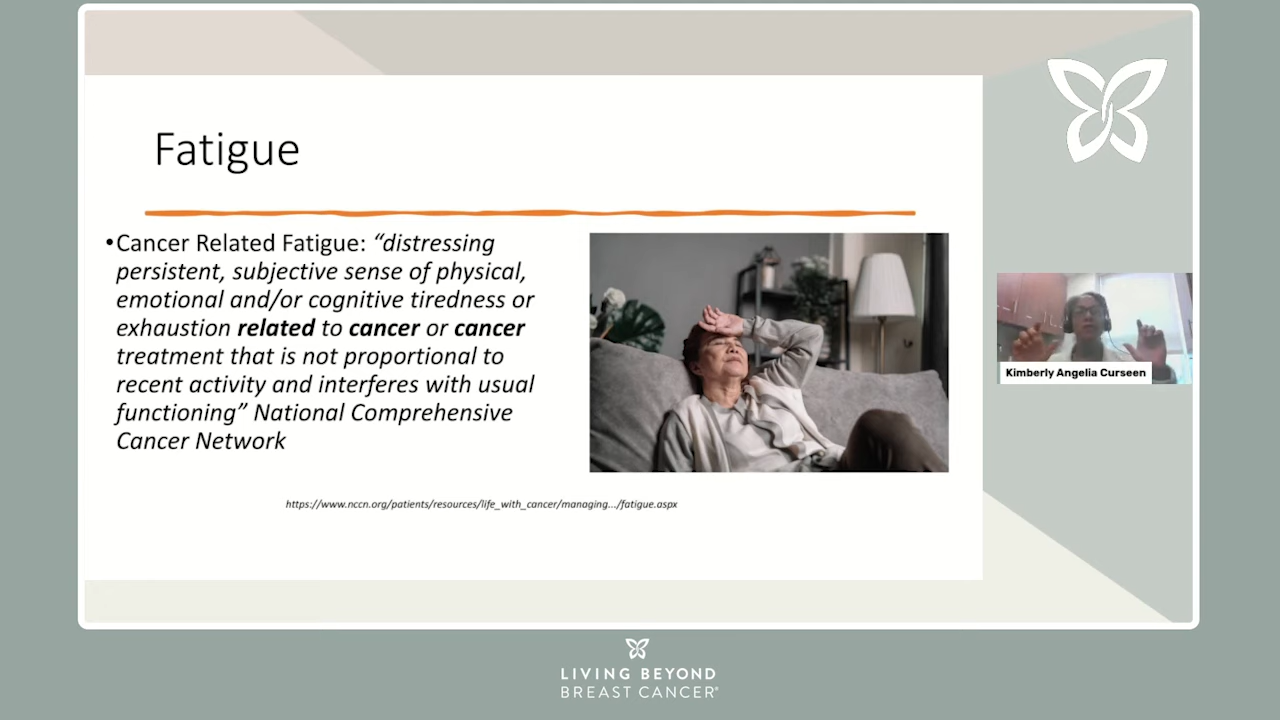 Fatigue
•Cancer Related Fatigue: “distressing
persistent, subjective sense of physical,
emotional and/or cognitive tiredness or
exhaustion related to cancer or cancer
treatment that is not proportional to
recent activity and interferes with usual
functioning” National Comprehensive
Cancer Network
https://www.nccn.org/patients/resources/life_with_cancer/managing.../fatigue.aspx
Kimberly Angelia Curseen
LIVING BEYOND
BREAST CANCER®